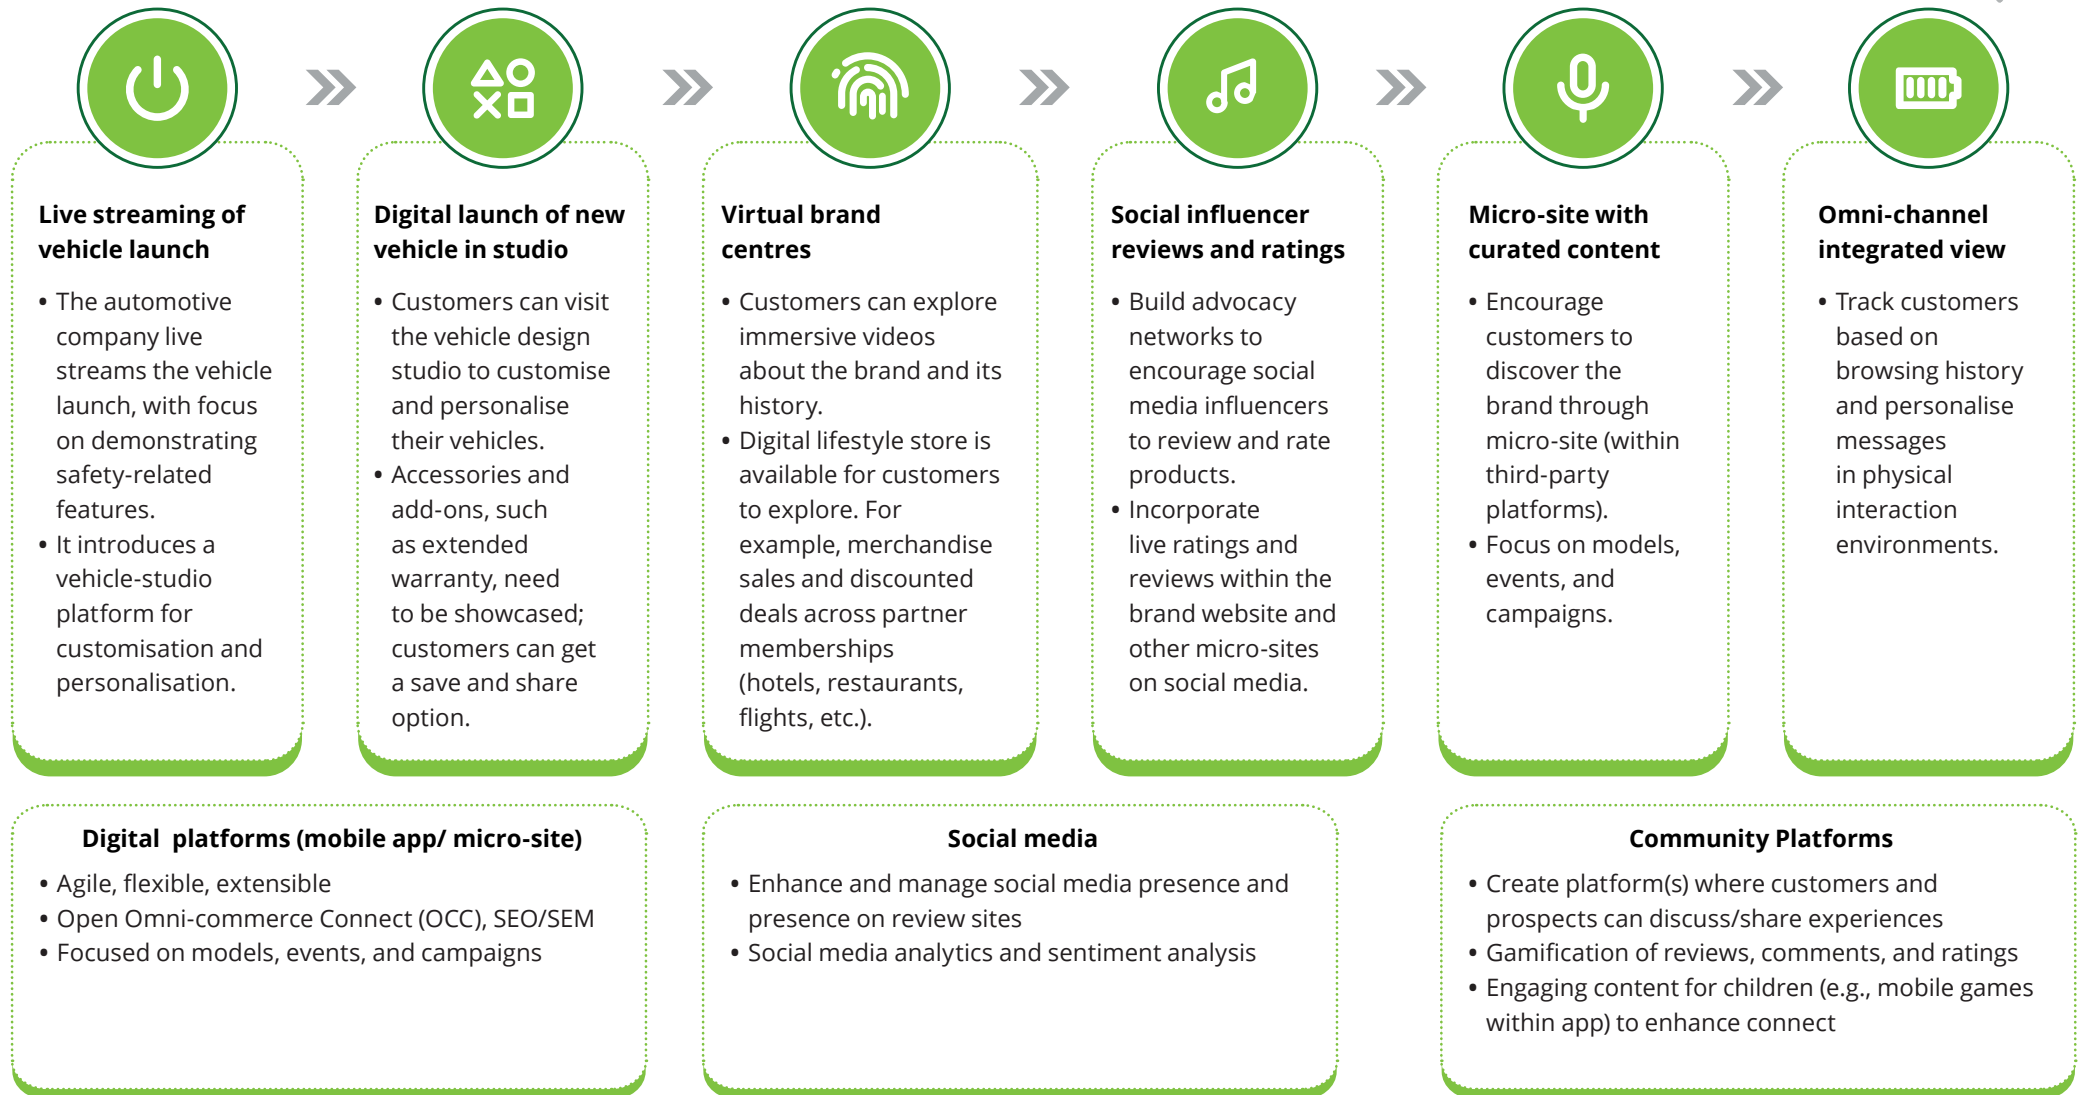 Live streaming of
vehicle launch
• The automotive
company live
streams the vehicle
launch, with focus
on demonstrating
safety-related
features.
• It introduces a
vehicle-studio
platform for
customisation and
personalisation.
Digital launch of new
vehicle in studio
• Customers can visit
the vehicle design
studio to customise
and personalise
their vehicles.
• Accessories and
add-ons, such
as extended
warranty, need
to be showcased;
customers can get
a save and share
option.
Virtual brand
centres
• Customers can explore
immersive videos
about the brand and its
history.
• Digital lifestyle store is
available for customers
to explore. For
example, merchandise
sales and discounted
deals across partner
memberships
(hotels, restaurants,
flights, etc.).
Social influencer
reviews and ratings
• Build advocacy
networks to
encourage social
media influencers
to review and rate
products.
• Incorporate
live ratings and
reviews within the
brand website and
other micro-sites
on social media.
Micro-site with
curated content
• Encourage
customers to
discover the
brand through
micro-site (within
third-party
platforms).
• Focus on models,
events, and
campaigns.
Omni-channel
integrated view
• Track customers
based on
browsing history
and personalise
messages
in physical
interaction
environments.
Digital  platforms (mobile app/ micro-site)
• Agile, flexible, extensible
• Open Omni-commerce Connect (OCC), SEO/SEM
• Focused on models, events, and campaigns
Social media
• Enhance and manage social media presence and
presence on review sites
• Social media analytics and sentiment analysis
Community Platforms
• Create platform(s) where customers and
prospects can discuss/share experiences
• Gamification of reviews, comments, and ratings
• Engaging content for children (e.g., mobile games
within app) to enhance connect